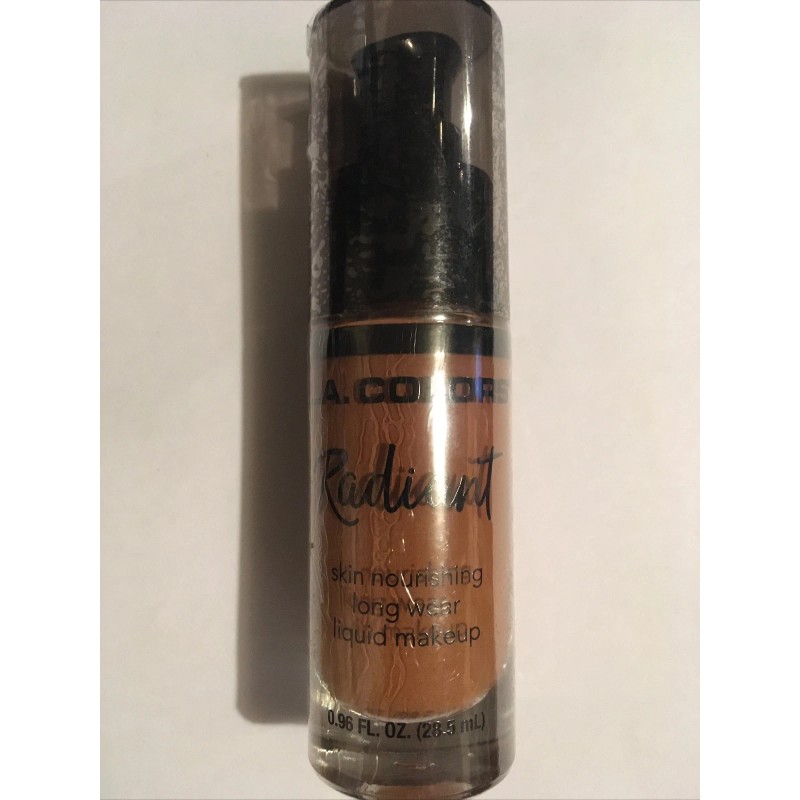 L.A. COLORS
Radiant
skin nourishing
long wear
liquid makeup
0.96 FL. OZ. (28.5 mL)